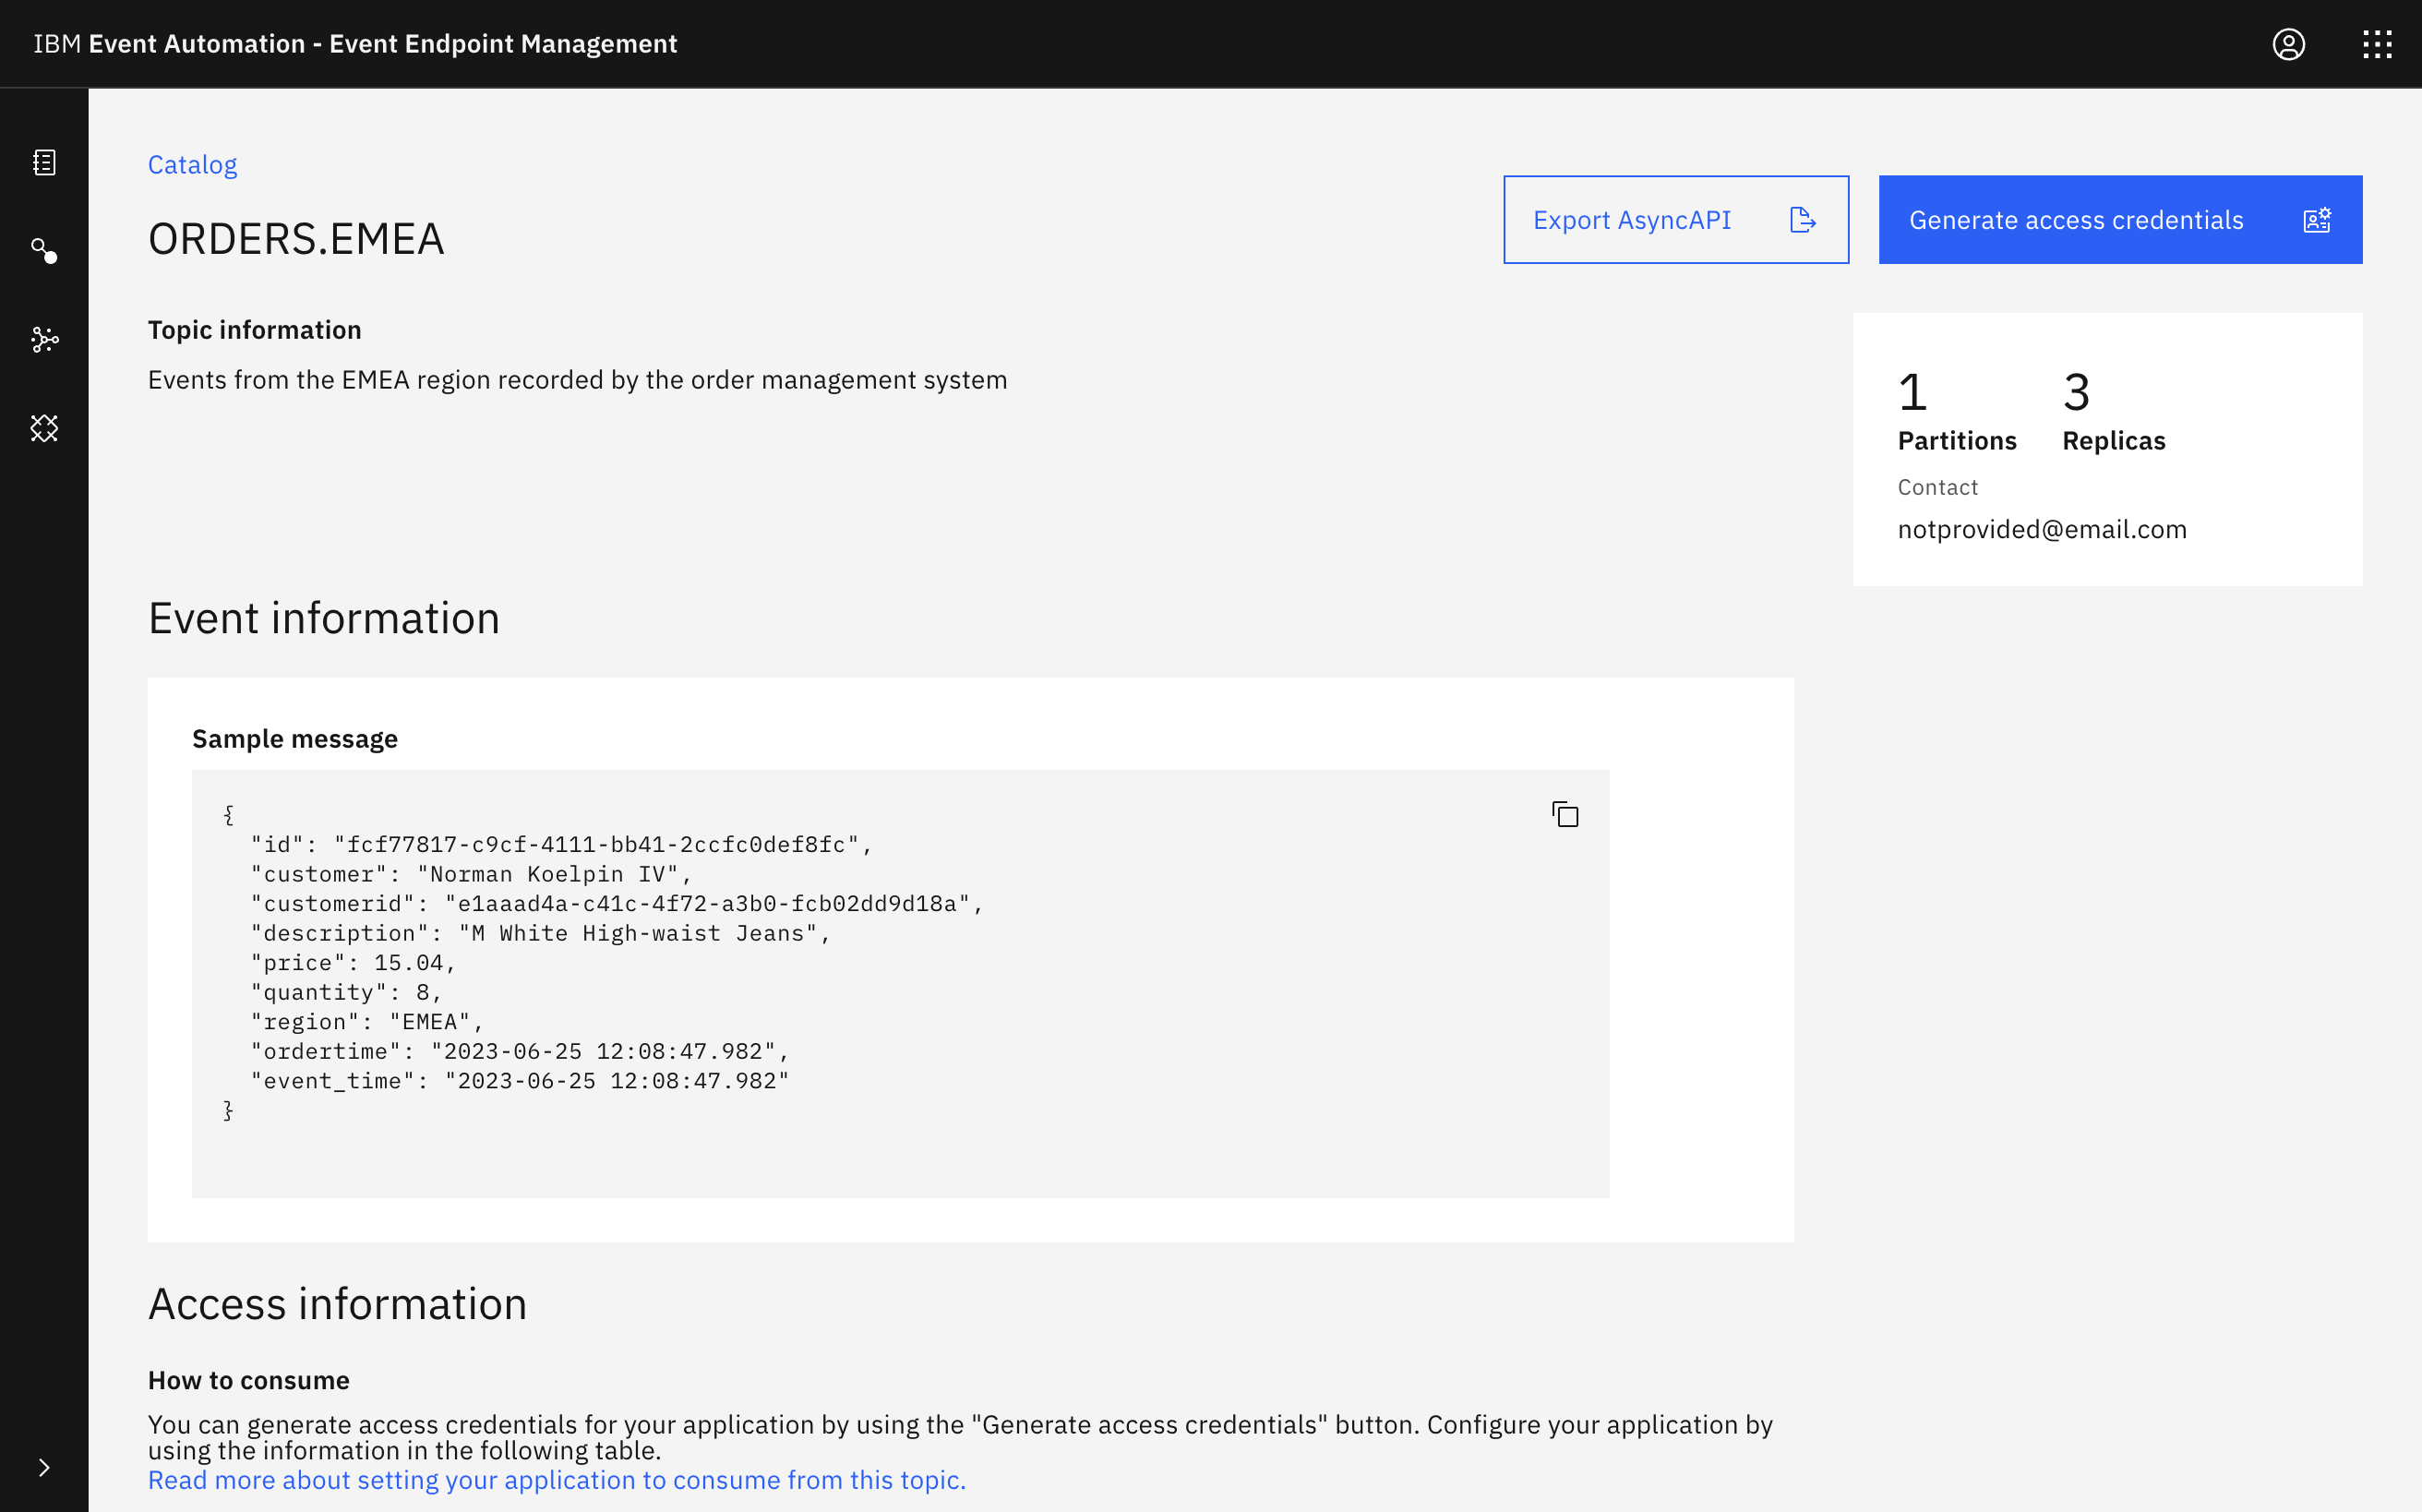 IBM Event Automation - Event Endpoint Management
Catalog
ORDERS.EMEA
Export AsyncAPI
Generate access credentials
Topic information
Events from the EMEA region recorded by the order management system
1
3
Partitions
Replicas
Contact
notprovided@email.com
Event information
Sample message
{
  "id": "fcf77817-c9cf-4111-bb41-2ccfc0def8fc",
  "customer": "Norman Koelpin IV",
  "customerid": "e1aaad4a-c41c-4f72-a3b0-fcb02dd9d18a",
  "description": "M White High-waist Jeans",
  "price": 15.04,
  "quantity": 8,
  "region": "EMEA",
  "ordertime": "2023-06-25 12:08:47.982",
  "event_time": "2023-06-25 12:08:47.982"
}
Access information
How to consume
You can generate access credentials for your application by using the "Generate access credentials" button. Configure your application by
using the information in the following table.
Read more about setting your application to consume from this topic.